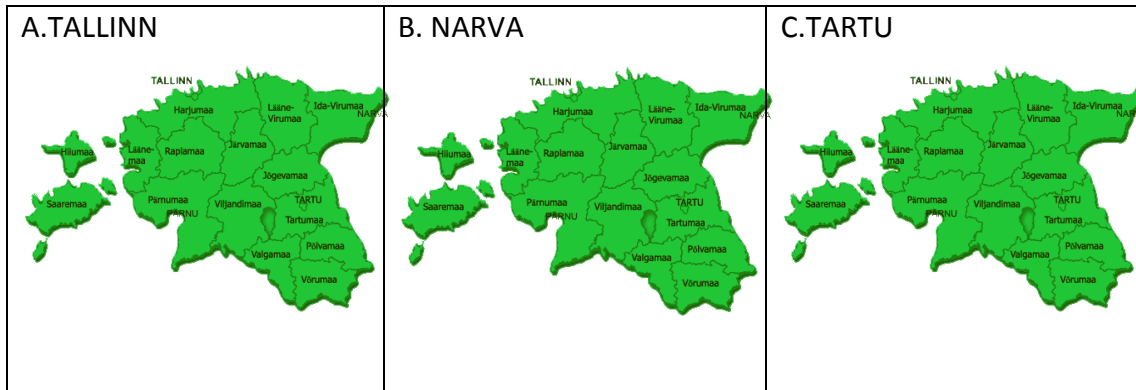 A.TALLINN
TALLINN
Harjumaa
Lääne-
Virumaa
Ida-Virumaa
NARVA
Hiiumaa
Lääne-
maa
Raplamaa
Järvamaa
Jõgevamaa
Saaremaa
Pärnumaa
PÄRNU
Viljandimaa
TARTU
Tartumaa
Valgamaa
Põlvamaa
Võrumaa
B. NARVA
TALLINN
Harjumaa
Lääne-
Virumaa
Ida-Virumaa
NARVA
Hiiumaa
Lääne-
maa
Raplamaa
Järvamaa
Jõgevamaa
Saaremaa
Pärnumaa
PÄRNU
Viljandimaa
TARTU
Tartumaa
Valgamaa
Põlvamaa
Võrumaa
C.TARTU
TALLINN
Harjumaa
Lääne-
Virumaa
Ida-Virumaa
NARV
Hiiumaa
Lääne-
maa
Raplamaa
Järvamaa
Jõgevamaa
Saaremaa
Pärnumaa
PÄRNU
Viljandimaa
TARTU
Tartumaa
Valgamaa
Põlvamaa
Võrumaa